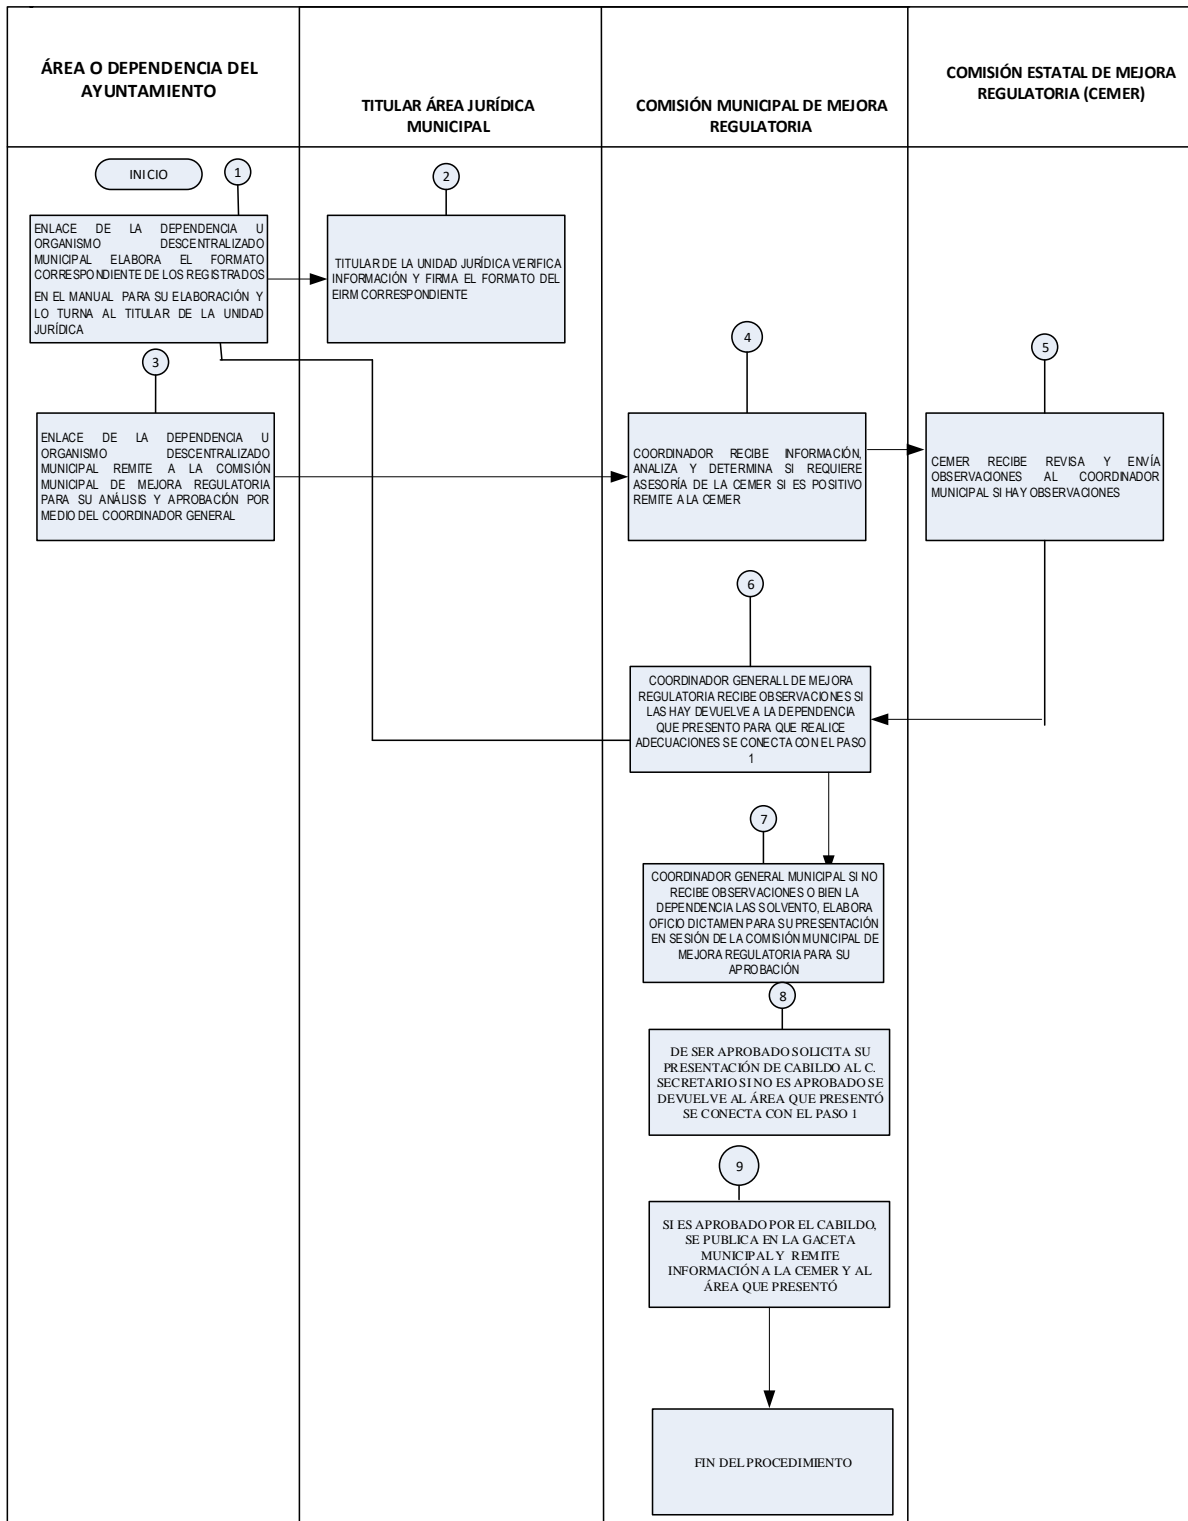 ÁREA O DEPENDENCIA DEL
AYUNTAMIENTO
TITULAR ÁREA JURÍDICA
MUNICIPAL
COMISIÓN MUNICIPAL DE MEJORA
REGULATORIA
COMISIÓN ESTATAL DE MEJORA
REGULATORIA (CEMER)
INICIO
1
ENLACE DE LA DEPENDENCIA U
ORGANISMO DESCENTRALIZADO
MUNICIPAL ELABORA EL FORMATO
CORRESPONDIENTE DE LOS REGISTRADOS
EN EL MANUAL PARA SU ELABORACIÓN Y
LO TURNA AL TITULAR DE LA UNIDAD
JURÍDICA
2
TITULAR DE LA UNIDAD JURÍDICA VERIFICA
INFORMACIÓN Y FIRMA EL FORMATO DEL
EIRM CORRESPONDIENTE
3
ENLACE DE LA DEPENDENCIA U
ORGANISMO DESCENTRALIZADO
MUNICIPAL REMITE A LA COMISIÓN
MUNICIPAL DE MEJORA REGULATORIA
PARA SU ANÁLISIS Y APROBACIÓN POR
MEDIO DEL COORDINADOR GENERAL
4
COORDINADOR RECIBE INFORMACIÓN,
ANALIZA Y DETERMINA SI REQUIERE
ASESORÍA DE LA CEMER SI ES POSITIVO
REMITE A LA CEMER
5
CEMER RECIBE REVISA Y ENVÍA
OBSERVACIONES AL COORDINADOR
MUNICIPAL SI HAY OBSERVACIONES
6
COORDINADOR GENERALL DE MEJORA
REGULATORIA RECIBE OBSERVACIONES SI
LAS HAY DEVUELVE A LA DEPENDENCIA
QUE PRESENTO PARA QUE REALICE
ADECUACIONES SE CONECTA CON EL PASO
1
7
COORDINADOR GENERAL MUNICIPAL SI NO
RECIBE OBSERVACIONES O BIEN LA
DEPENDENCIA LAS SOLVENTO, ELABORA
OFICIO DICTAMEN PARA SU PRESENTACIÓN
EN SESIÓN DE LA COMISIÓN MUNICIPAL DE
MEJORA REGULATORIA PARA SU
APROBACIÓN
8
DE SER APROBADO SOLICITA SU
PRESENTACIÓN DE CABILDO AL C.
SECRETARIO SI NO ES APROBADO SE
DEVUELVE AL ÁREA QUE PRESENTÓ
SE CONECTA CON EL PASO 1
9
SI ES APROBADO POR EL CABILDO,
SE PUBLICA EN LA GACETA
MUNICIPAL Y REMITE
INFORMACIÓN A LA CEMER Y AL
ÁREA QUE PRESENTÓ
FIN DEL PROCEDIMIENTO